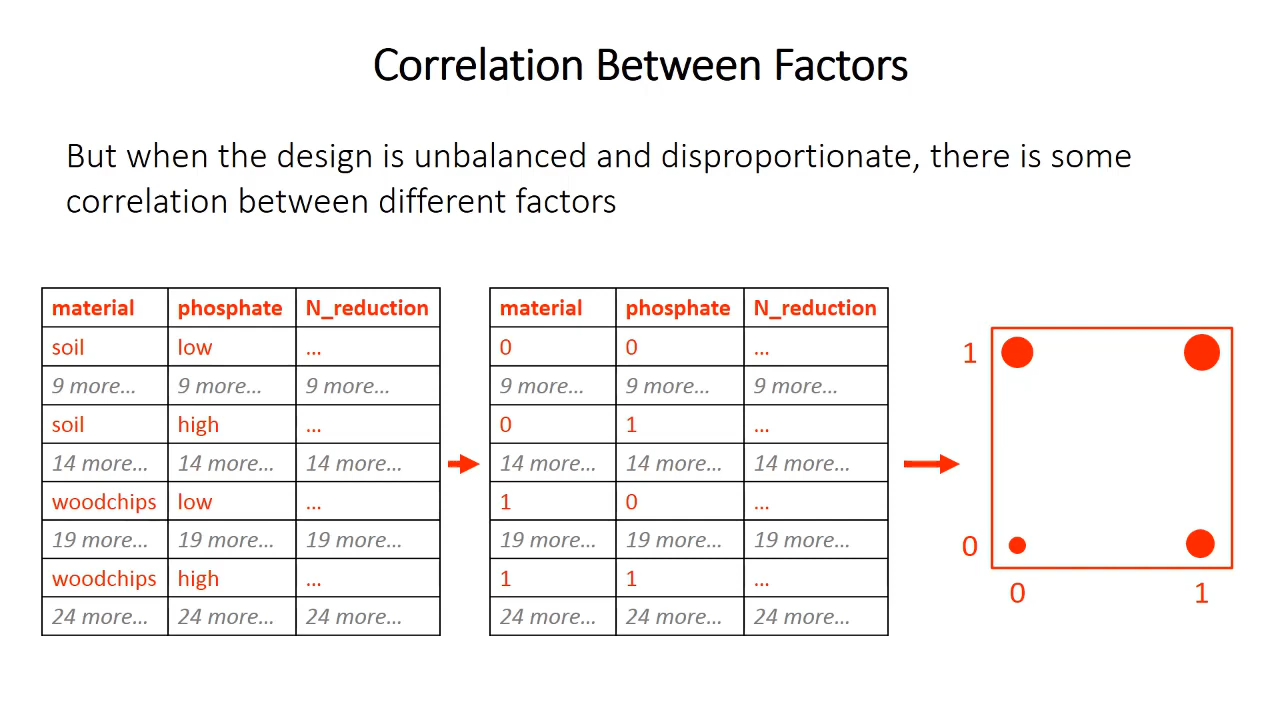 Correlation Between Factors
But when the design is unbalanced and disproportionate, there is some
correlation between different factors
material phosphate N_reduction
soil low ...
9 more... 9 more... 9 more...
soil high ...
14 more... 14 more... 14 more...
woodchips low ...
19 more... 19 more... 19 more...
woodchips high ...
24 more... 24 more... 24 more...
material phosphate N_reduction
0 0 ...
9 more... 9 more... 9 more...
0 1 ...
14 more... 14 more... 14 more...
1 0 ...
19 more... 19 more... 19 more...
1 1 ...
24 more... 24 more... 24 more...
1
0
0 1